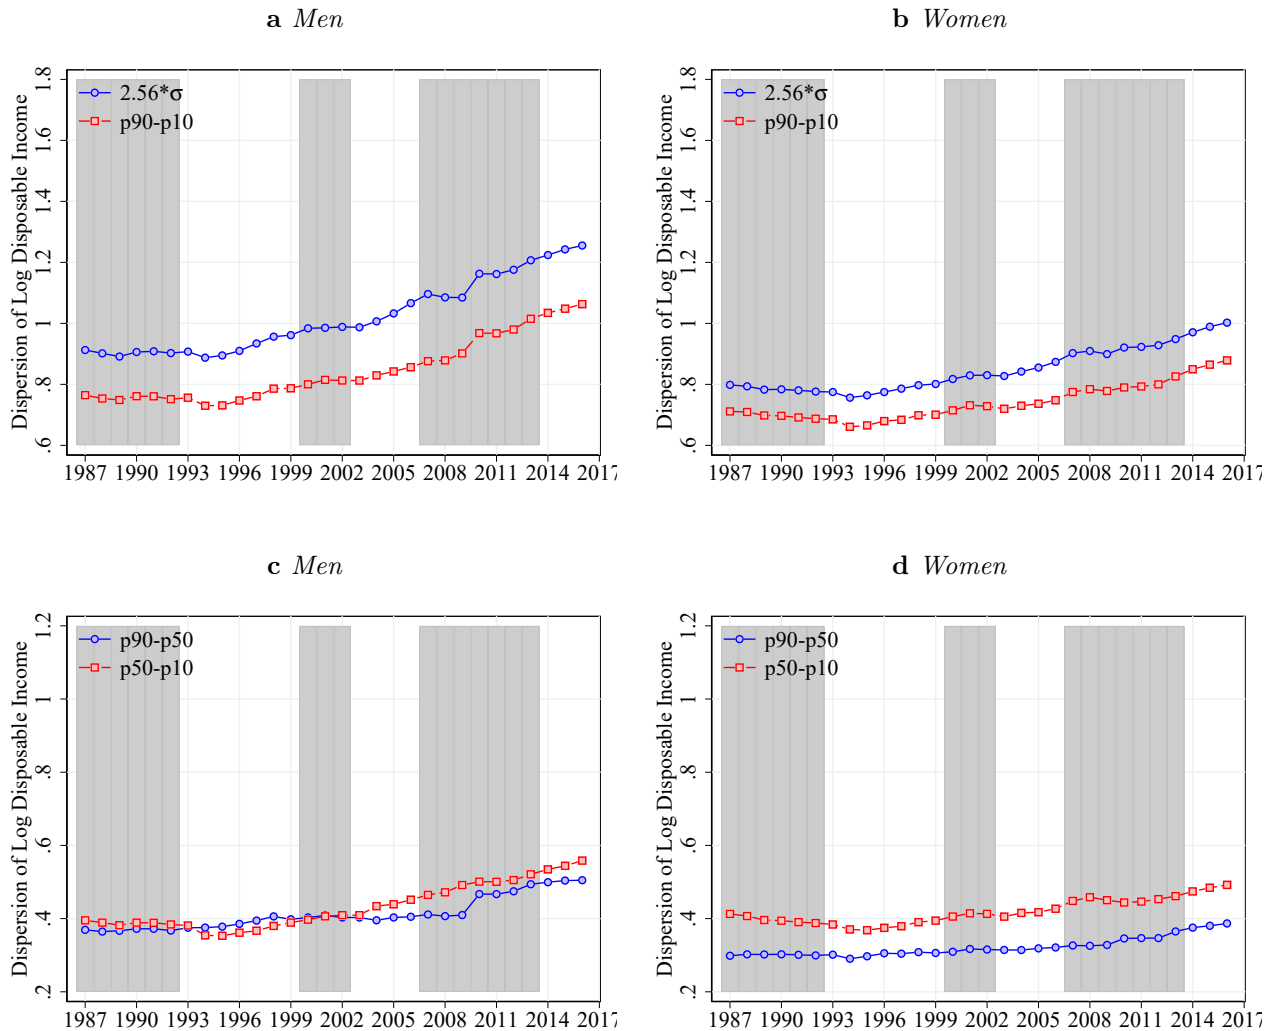 a Men
Dispersion of Log Disposable Income
1.8
1.6
1.4
1.2
1
.8
.6
2.56*σ
p90-p10
1987 1990 1993 1996 1999 2002 2005 2008 2011 2014 2017
b Women
Dispersion of Log Disposable Income
1.8
1.6
1.4
1.2
1
.8
.6
2.56*σ
p90-p10
1987 1990 1993 1996 1999 2002 2005 2008 2011 2014 2017
c Men
Dispersion of Log Disposable Income
1.2
1
.8
.6
.4
.2
p90-p50
p50-p10
1987 1990 1993 1996 1999 2002 2005 2008 2011 2014 2017
d Women
Dispersion of Log Disposable Income
1.2
1
.8
.6
.4
.2
p90-p50
p50-p10
1987 1990 1993 1996 1999 2002 2005 2008 2011 2014 2017